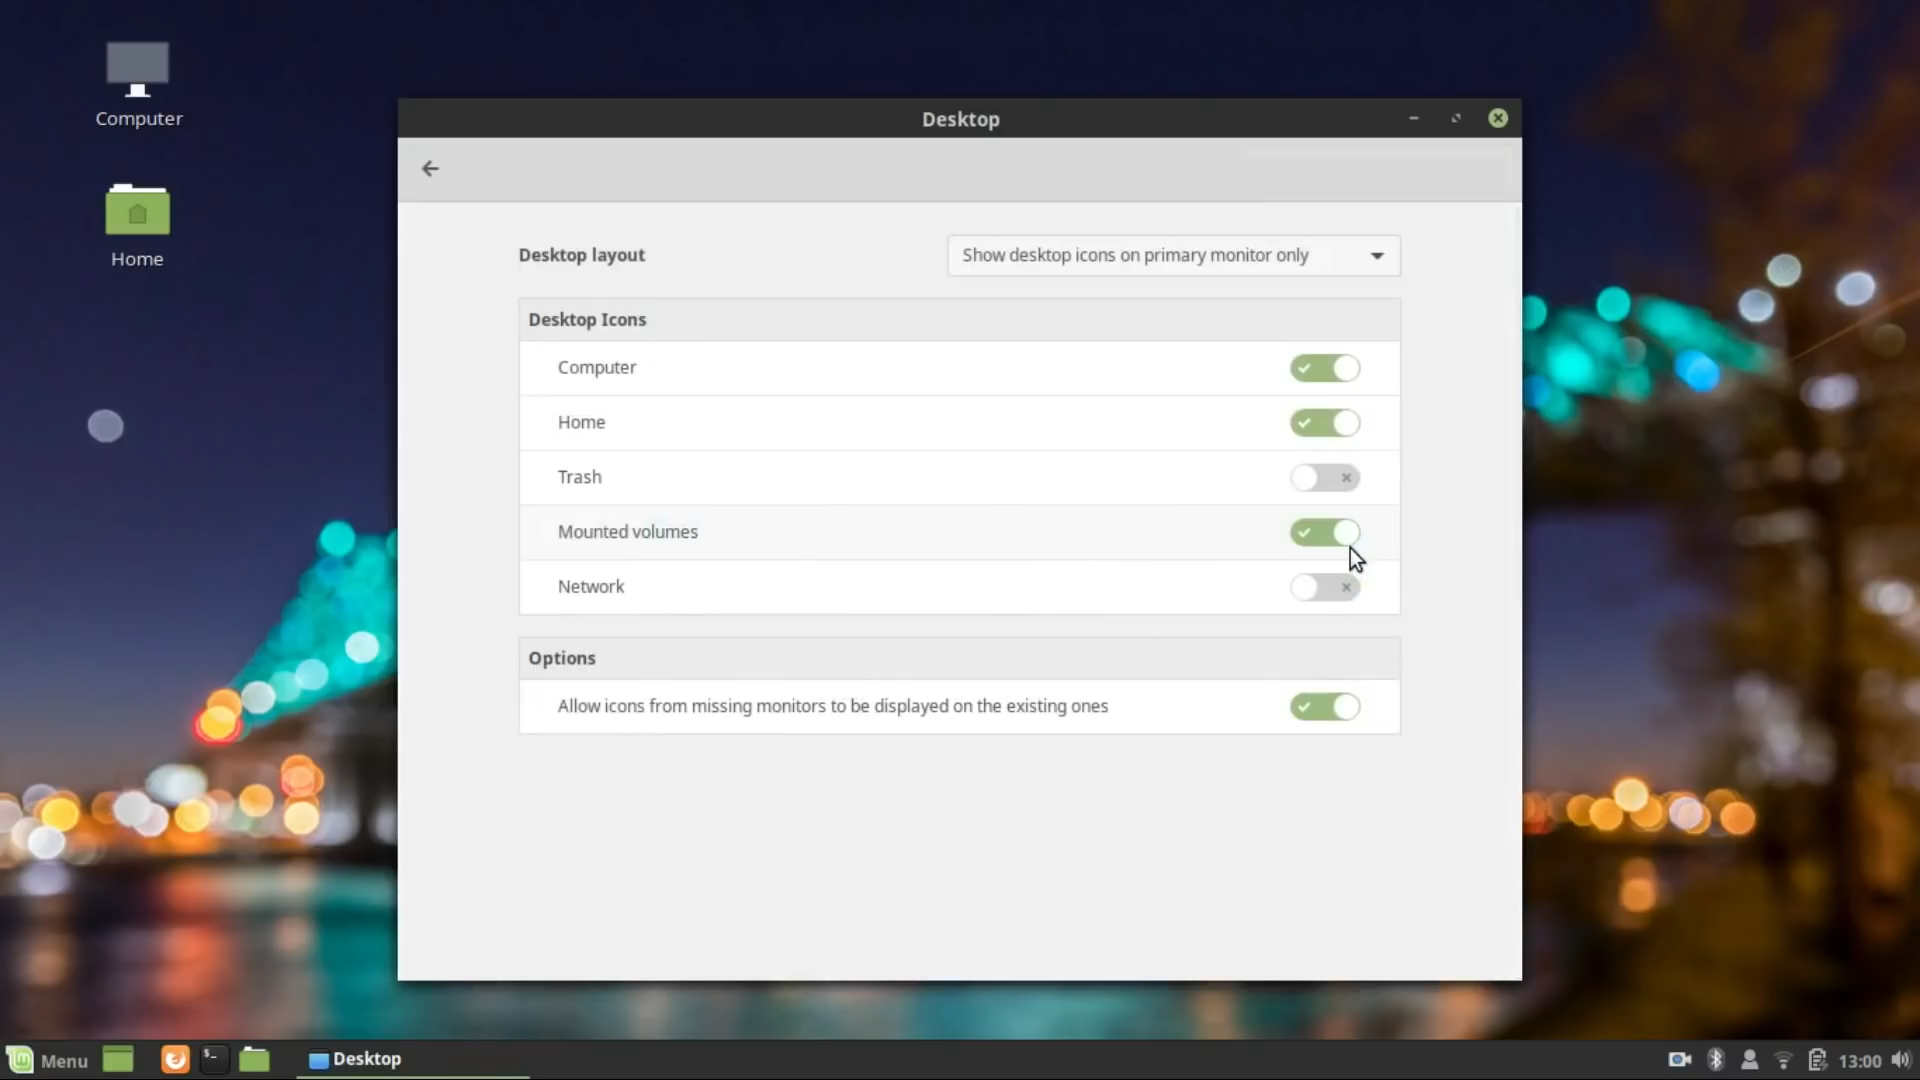 Computer
Home
Desktop
Desktop layout
Show desktop icons on primary monitor only
Desktop Icons
Computer
Home
Trash
Mounted volumes
Network
Options
Allow icons from missing monitors to be displayed on the existing ones
Menu
$-
Desktop
13:00